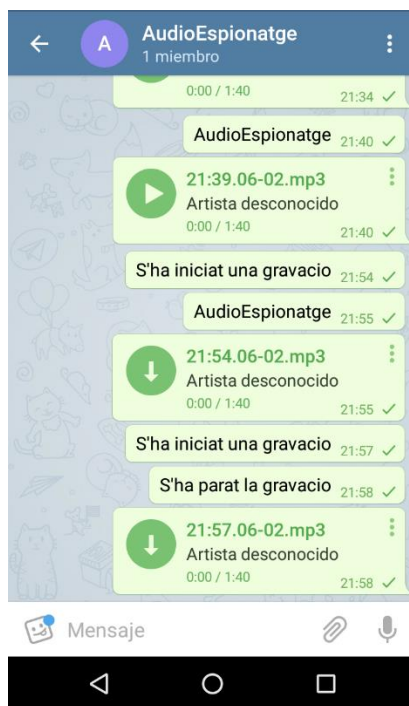 AudioEspionatge
A
1 miembro
0:00 / 1:40
21:34
AudioEspionatge 21:40
21:39.06-02.mp3
Artista desconocido
0:00 / 1:40
21:40
S'ha iniciat una gravacio 21:54
AudioEspionatge 21:55
21:54.06-02.mp3
Artista desconocido
0:00 / 1:40
21:55
S'ha iniciat una gravacio 21:57
S'ha parat la gravacio 21:58
21:57.06-02.mp3
Artista desconocido
0:00 / 1:40
21:58
Mensaje